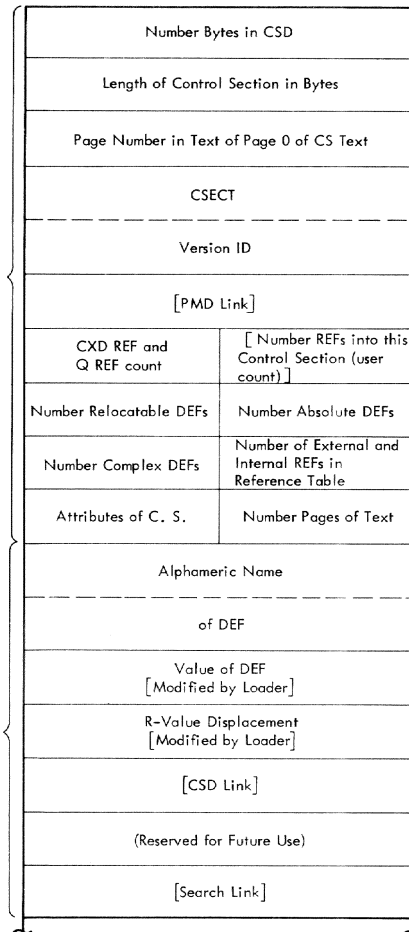 Number Bytes in CSD
Length of Control Section in Bytes
Page Number in Text of Page 0 of CS Text
CSECT
Version ID
[PMD Link]
CXD REF and
Q REF count
[ Number REFs into this
Control Section (user
count) ]
Number Relocatable DEFs
Number Absolute DEFs
Number Complex DEFs
Number of External and
Internal REFs in
Reference Table
Attributes of C. S.
Number Pages of Text
Alphameric Name
of DEF
Value of DEF
[Modified by Loader]
R-Value Displacement
[Modified by Loader]
[CSD Link]
(Reserved for Future Use)
[Search Link]